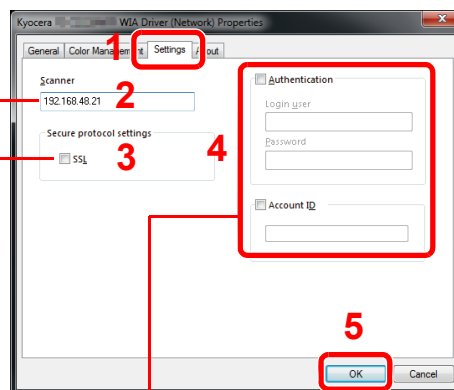 Kyocera WIA Driver (Network) Properties
General Color Management Settings About
1
Scanner
192.168.48.21
2
Secure protocol settings
SSL
3
Authentication
Login user
Password
4
Account ID
5
OK Cancel